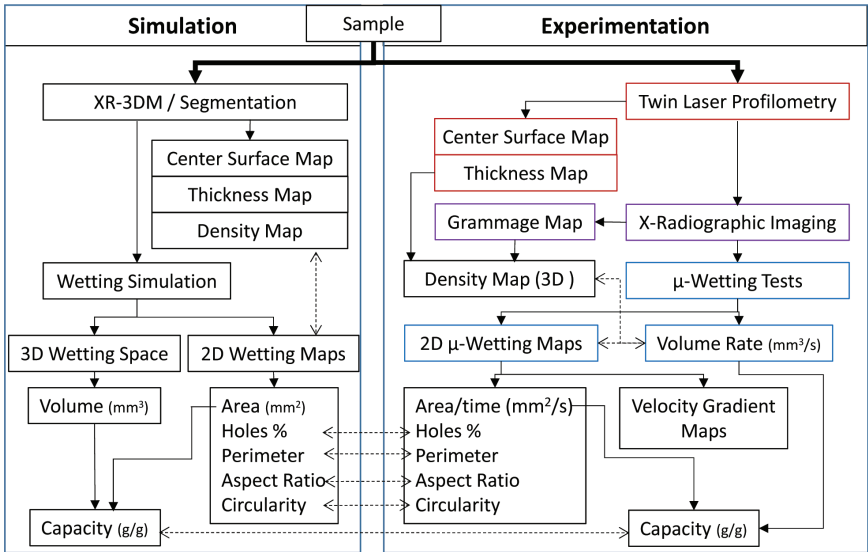 Simulation
Sample
Experimentation
XR-3DM / Segmentation
Center Surface Map
Thickness Map
Density Map
Wetting Simulation
3D Wetting Space
2D Wetting Maps
Volume (mm³)
Area (mm²)
Holes %
Perimeter
Aspect Ratio
Circularity
Capacity (g/g)
Twin Laser Profilometry
Center Surface Map
Thickness Map
Grammage Map
X-Radiographic Imaging
Density Map (3D )
µ-Wetting Tests
2D µ-Wetting Maps
Volume Rate (mm³/s)
Area/time (mm²/s)
Holes %
Perimeter
Aspect Ratio
Circularity
Velocity Gradient
Maps
Capacity (g/g)